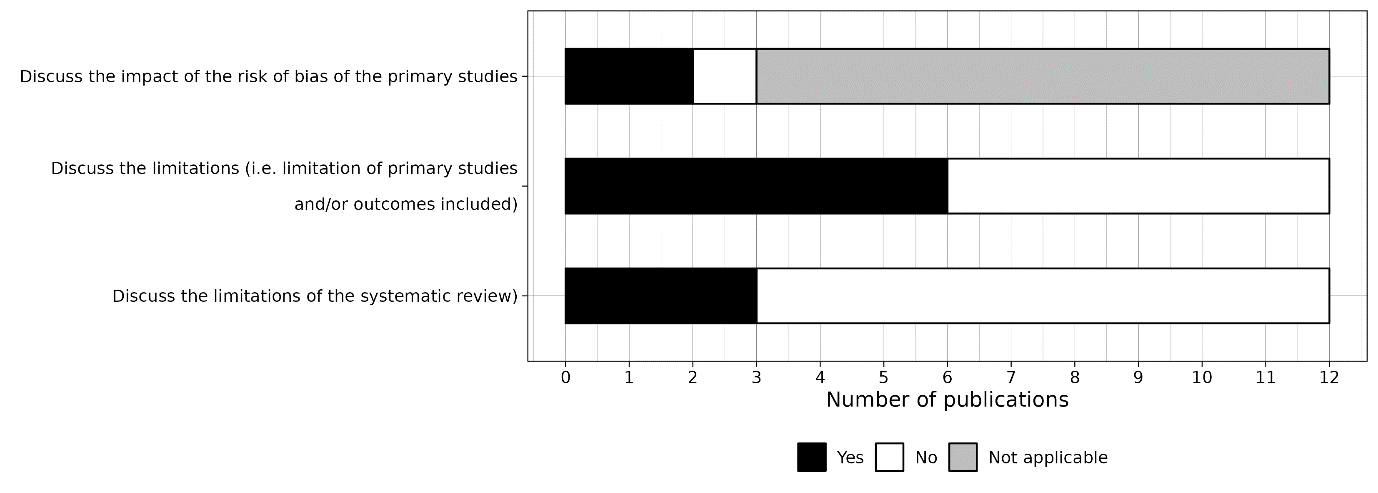 Discuss the impact of the risk of bias of the primary studies
Discuss the limitations (i.e. limitation of primary studies
and/or outcomes included)
Discuss the limitations of the systematic review)
0 1 2 3 4 5 6 7 8 9 10 11 12
Number of publications
Yes No Not applicable